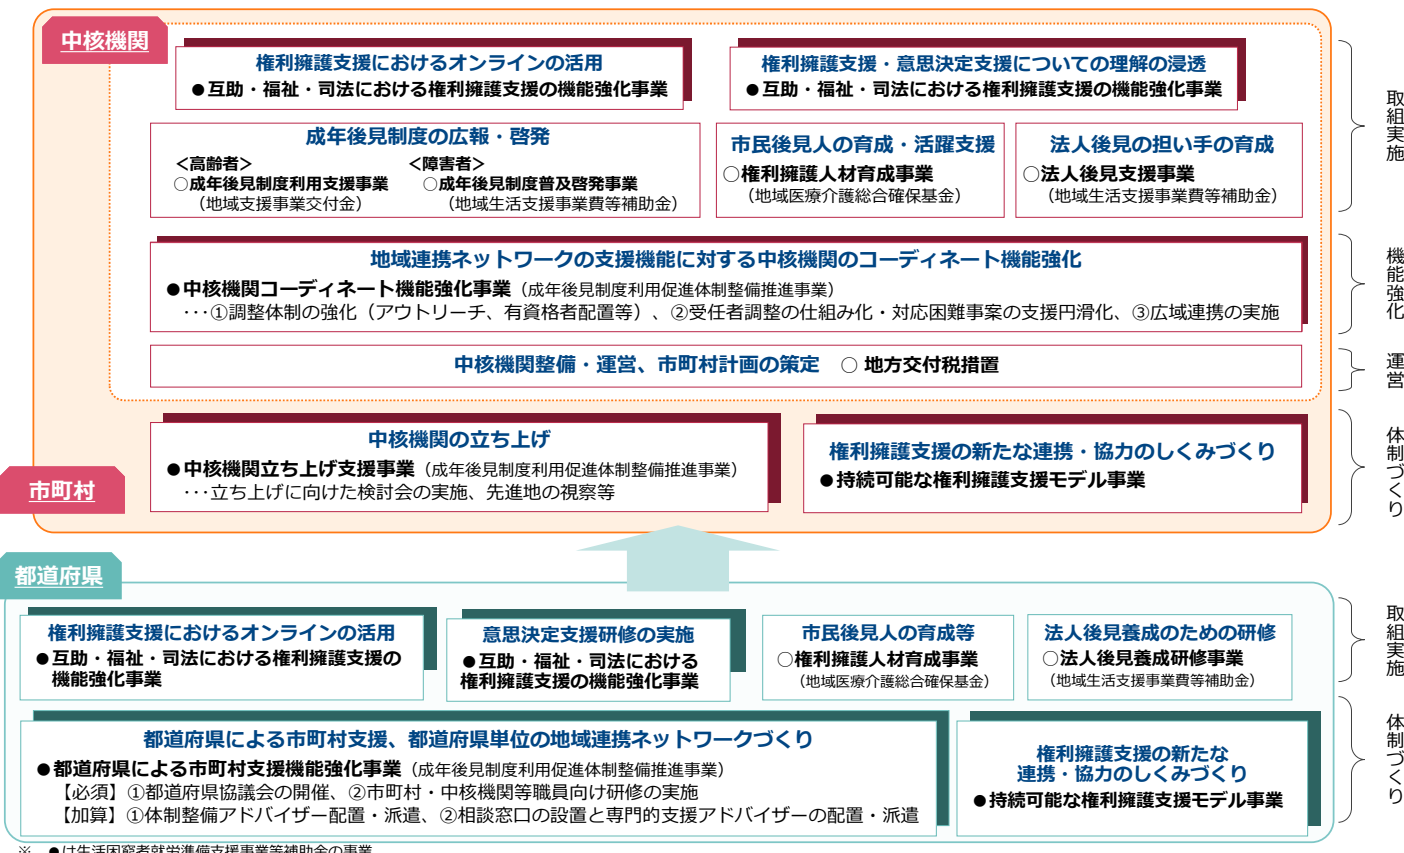 中核機関
権利擁護支援におけるオンラインの活用
●互助・福祉・司法における権利擁護支援の機能強化事業
権利擁護支援・意思決定支援についての理解の浸透
●互助・福祉・司法における権利擁護支援の機能強化事業
成年後見制度の広報・啓発
<高齢者>
○成年後見制度利用支援事業
（地域支援事業交付金）
<障害者>
○成年後見制度普及啓発事業
（地域生活支援事業費等補助金）
市民後見人の育成・活躍支援
○権利擁護人材育成事業
（地域医療介護総合確保基金）
法人後見の担い手の育成
○法人後見支援事業
（地域生活支援事業費等補助金）
取組実施
地域連携ネットワークの支援機能に対する中核機関のコーディネート機能強化
●中核機関コーディネート機能強化事業（成年後見制度利用促進体制整備推進事業）
･･･①調整体制の強化（アウトリーチ、有資格者配置等）、②受任者調整の仕組み化・対応困難事案の支援円滑化、③広域連携の実施
機能強化
中核機関整備・運営、市町村計画の策定　○ 地方交付税措置
運営
市町村
中核機関の立ち上げ
●中核機関立ち上げ支援事業（成年後見制度利用促進体制整備推進事業）
･･･立ち上げに向けた検討会の実施、先進地の視察等
権利擁護支援の新たな連携・協力のしくみづくり
●持続可能な権利擁護支援モデル事業
体制づくり
都道府県
権利擁護支援におけるオンラインの活用
●互助・福祉・司法における権利擁護支援の
機能強化事業
意思決定支援研修の実施
●互助・福祉・司法における
権利擁護支援の機能強化事業
市民後見人の育成等
○権利擁護人材育成事業
（地域医療介護総合確保基金）
法人後見養成のための研修
○法人後見養成研修事業
（地域生活支援事業費等補助金）
取組実施
都道府県による市町村支援、都道府県単位の地域連携ネットワークづくり
●都道府県による市町村支援機能強化事業（成年後見制度利用促進体制整備推進事業）
【必須】①都道府県協議会の開催、②市町村・中核機関等職員向け研修の実施
【加算】①体制整備アドバイザー配置・派遣、②相談窓口の設置と専門的支援アドバイザーの配置・派遣
権利擁護支援の新たな
連携・協力のしくみづくり
●持続可能な権利擁護支援モデル事業
体制づくり
※　●は生活困窮者就労準備支援事業等補助金の事業